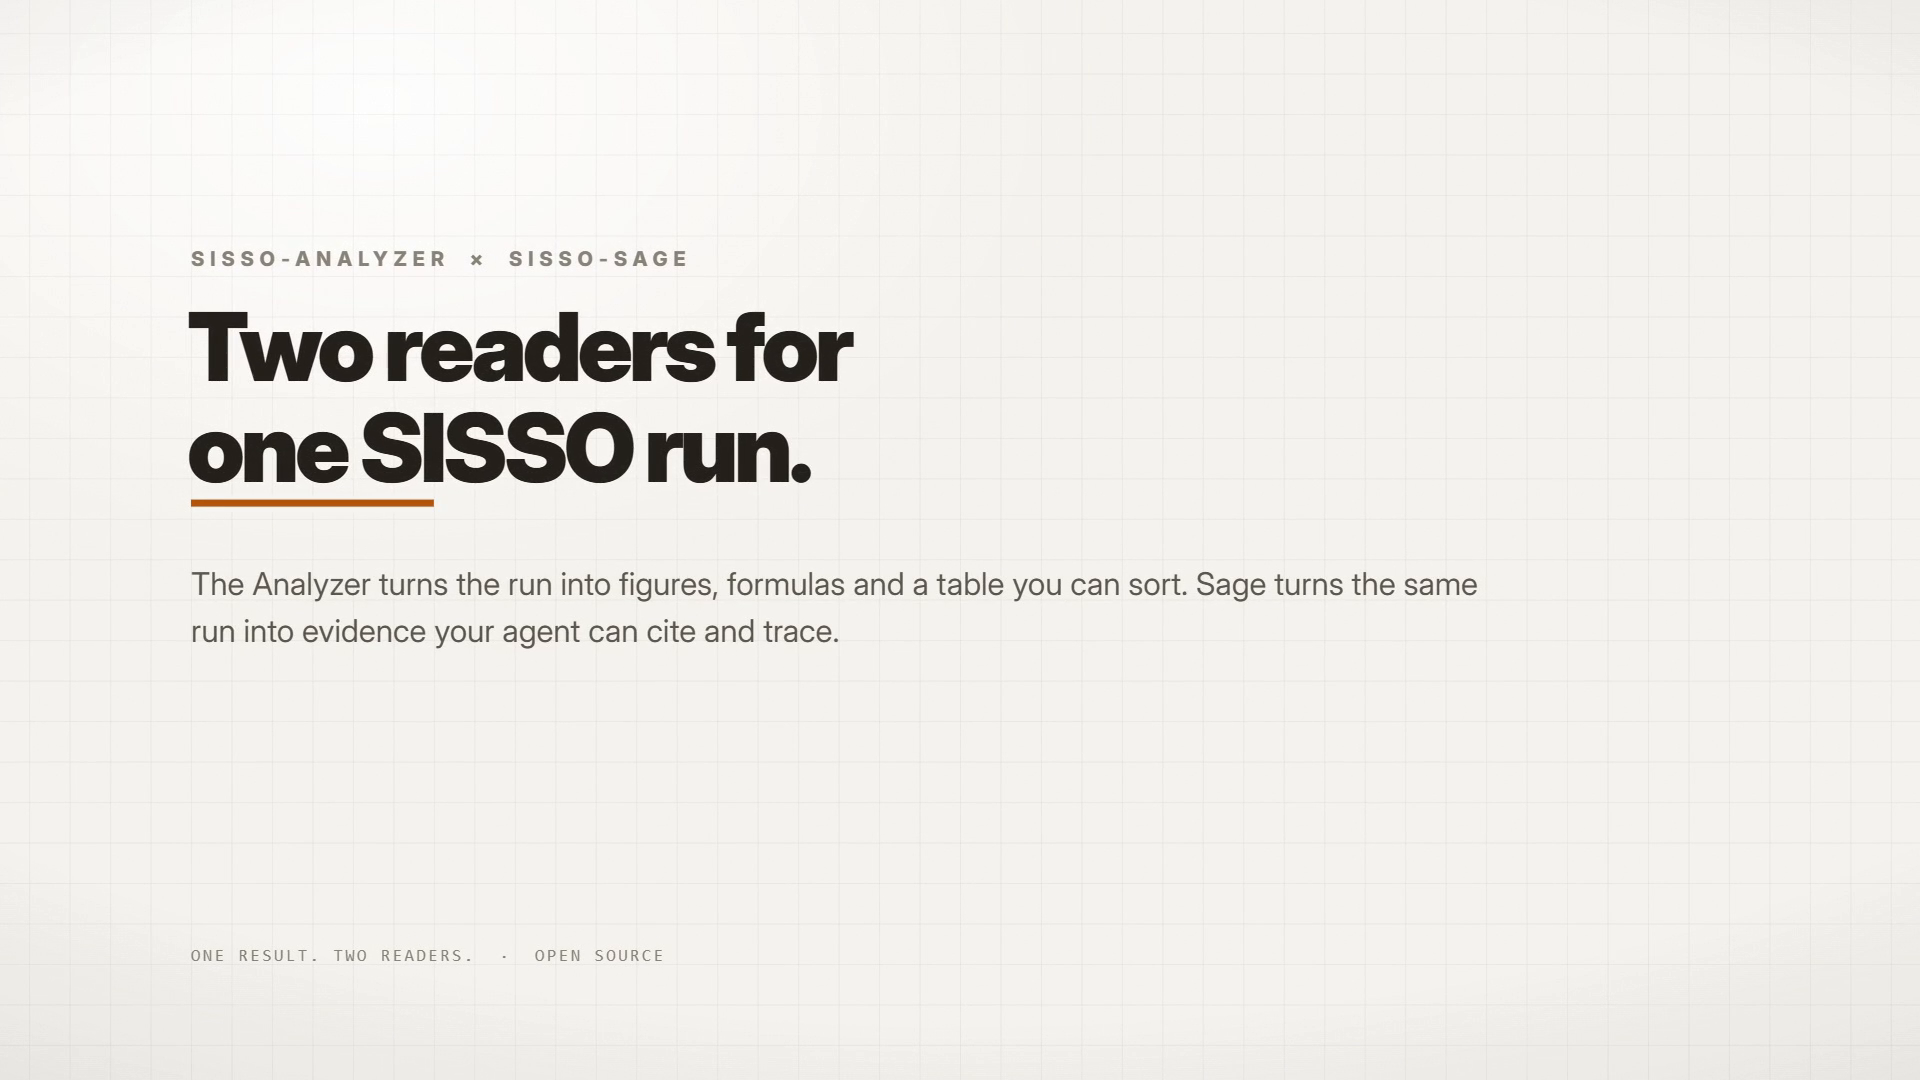 SISSO-ANALYZER × SISSO-SAGE
Two readers for
one SISSO run.
The Analyzer turns the run into figures, formulas and a table you can sort. Sage turns the same
run into evidence your agent can cite and trace.
ONE RESULT. TWO READERS. · OPEN SOURCE